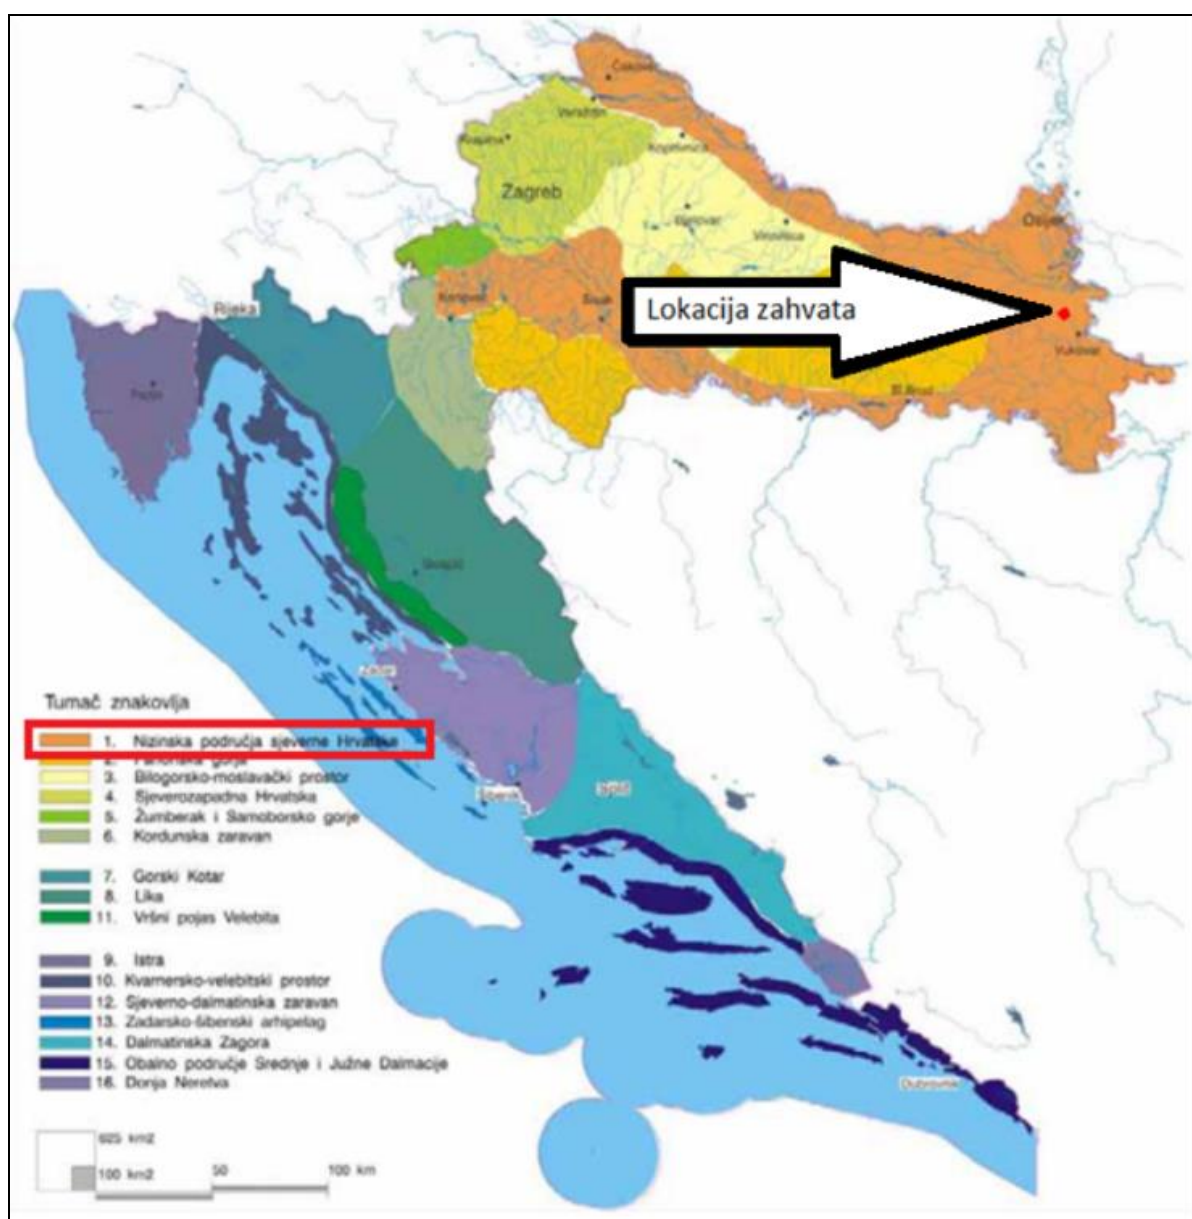 Čakovec
Varaždin
Krapina
Koprivnica
Zagreb
Bjelovar
Virovitica
Osijek
Karlovac
Sisak
Lokacija zahvata
Rijeka
Vukovar
Sl.Brod
Pazin
Gospić
Zadar
Tumač znakovlja
1. Nizinska područja sjeverne Hrvatske
2. Panonska gorja
3. Bilogorsko-moslavački prostor
Šibenik
Split
4. Sjeverozapadna Hrvatska
5. Žumberak i Samoborsko gorje
6. Kordunska zaravan
7. Gorski Kotar
8. Lika
11. Vršni pojas Velebita
9. Istra
10. Kvarnersko-velebitski prostor
12. Sjeverno-dalmatinska zaravan
13. Zadarsko-šibenski arhipelag
14. Dalmatinska Zagora
15. Obalno područje Srednje i Južne Dalmacije
16. Donja Neretva
Dubrovnik
625 km2
100 km2
50
100 km